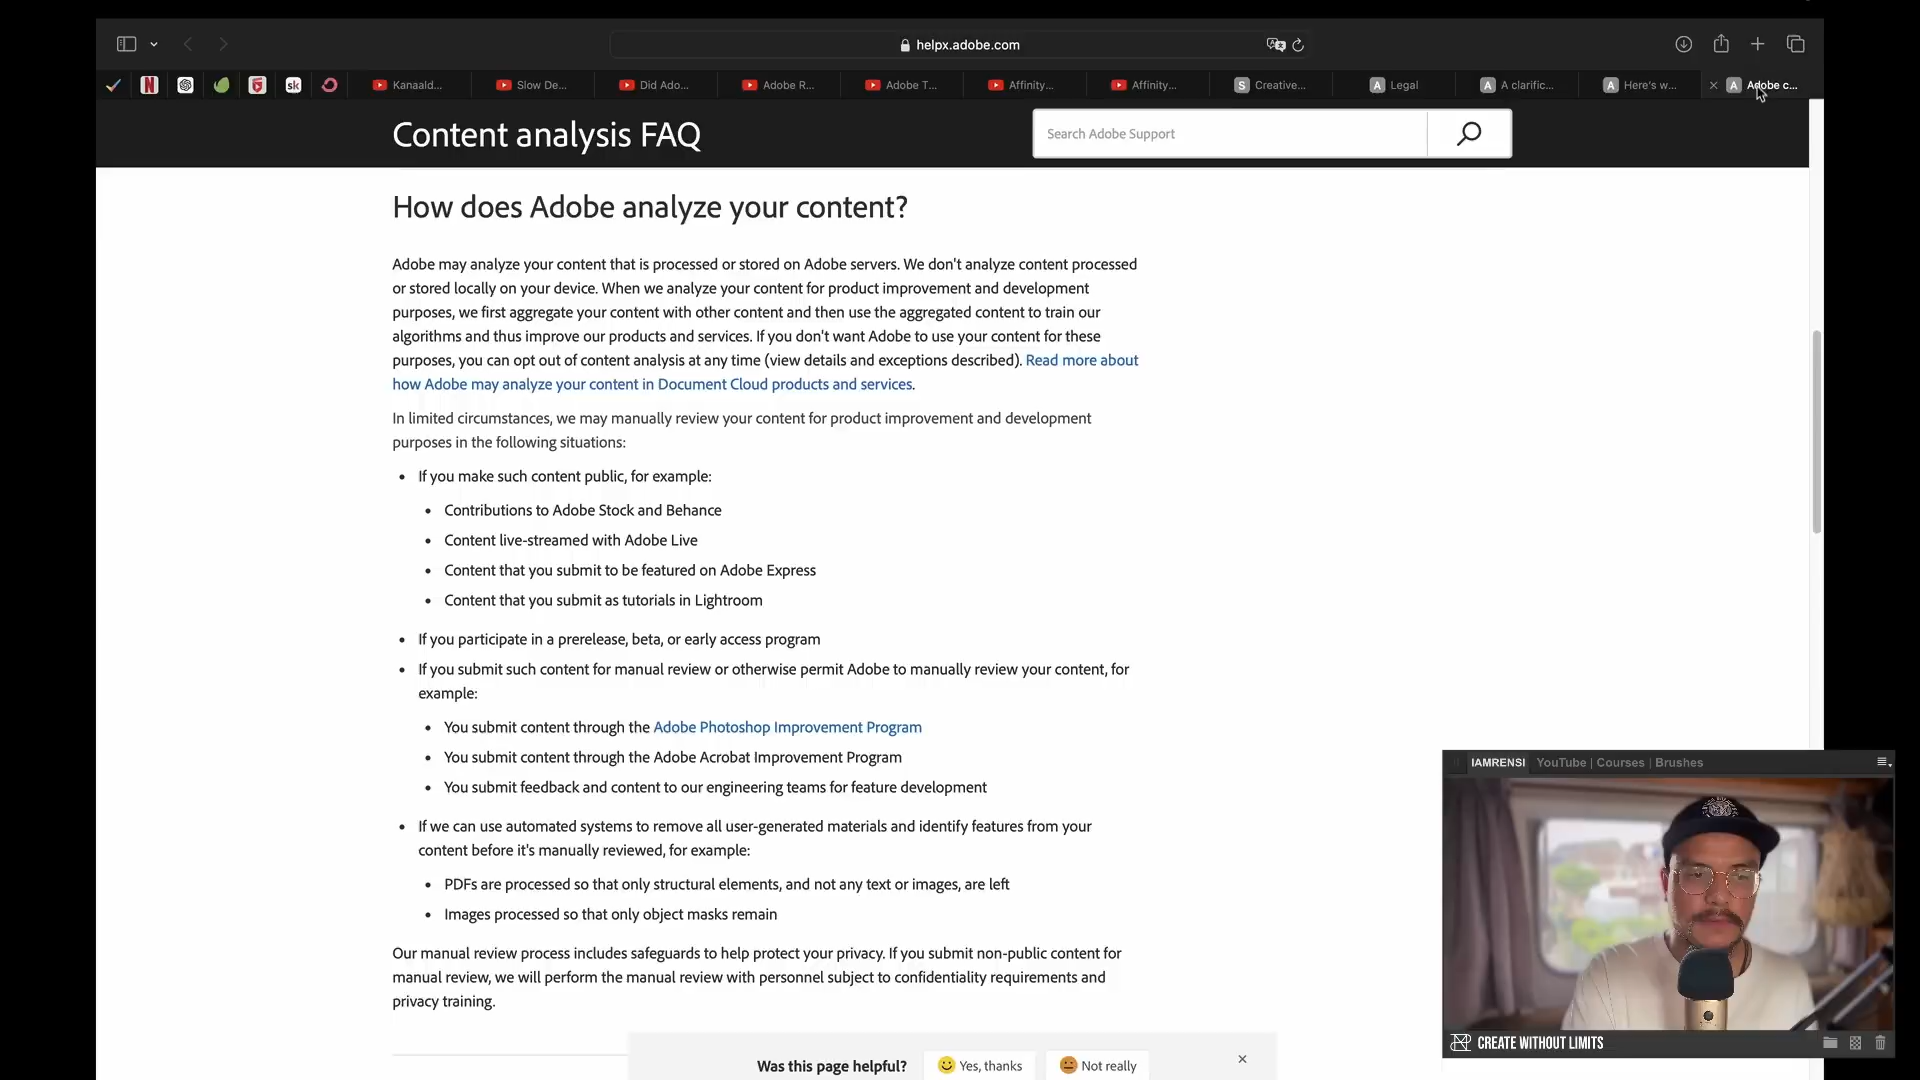 helpx.adobe.com
Kanaald...
Slow De...
Did Ado...
Adobe R...
Adobe T...
Affinity...
Affinity...
S Creative...
A Legal
A A clarific...
A Here's w...
A Adobe c...
N
sk
Content analysis FAQ
Search Adobe Support
How does Adobe analyze your content?
Adobe may analyze your content that is processed or stored on Adobe servers. We don't analyze content processed
or stored locally on your device. When we analyze your content for product improvement and development
purposes, we first aggregate your content with other content and then use the aggregated content to train our
algorithms and thus improve our products and services. If you don't want Adobe to use your content for these
purposes, you can opt out of content analysis at any time (view details and exceptions described). Read more about
how Adobe may analyze your content in Document Cloud products and services.
In limited circumstances, we may manually review your content for product improvement and development
purposes in the following situations:
• If you make such content public, for example:
• Contributions to Adobe Stock and Behance
• Content live-streamed with Adobe Live
• Content that you submit to be featured on Adobe Express
• Content that you submit as tutorials in Lightroom
• If you participate in a prerelease, beta, or early access program
• If you submit such content for manual review or otherwise permit Adobe to manually review your content, for
example:
• You submit content through the Adobe Photoshop Improvement Program
• You submit content through the Adobe Acrobat Improvement Program
• You submit feedback and content to our engineering teams for feature development
• If we can use automated systems to remove all user-generated materials and identify features from your
content before it's manually reviewed, for example:
• PDFs are processed so that only structural elements, and not any text or images, are left
• Images processed so that only object masks remain
Our manual review process includes safeguards to help protect your privacy. If you submit non-public content for
manual review, we will perform the manual review with personnel subject to confidentiality requirements and
privacy training.
Was this page helpful?
Yes, thanks
Not really
IAMRENSI YouTube | Courses | Brushes
CREATE WITHOUT LIMITS